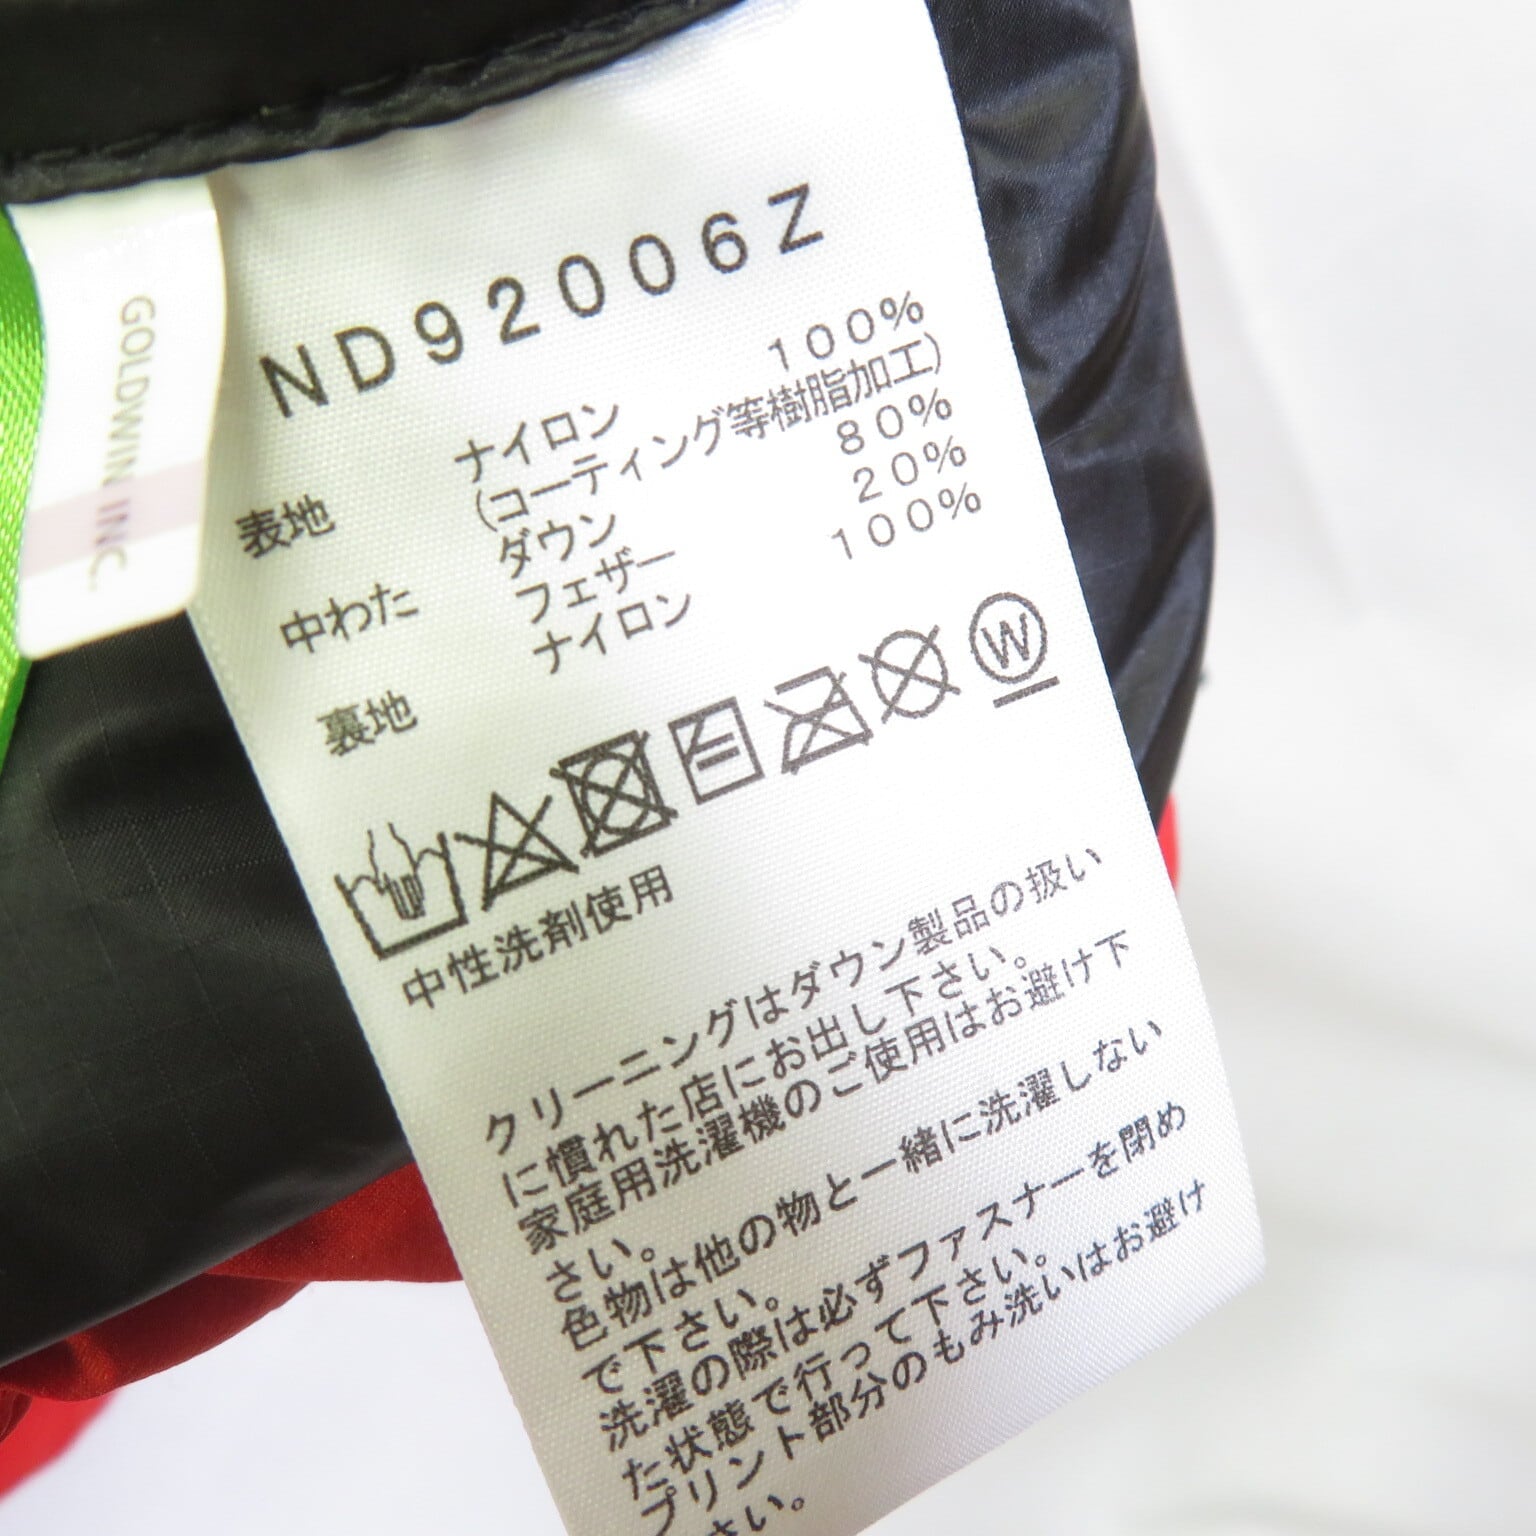 GOLDWIN INC.
ND92006Z
表地 ナイロン 100%
(コーティング等樹脂加工)
中わた ダウン 80%
フェザー 20%
裏地 ナイロン 100%
W
中性洗剤使用
クリーニングはダウン製品の扱い
に慣れた店にお出し下さい。
家庭用洗濯機のご使用はお避け下
さい。
色物は他の物と一緒に洗濯しない
で下さい。
洗濯の際は必ずファスナーを閉め
た状態で行って下さい。
プリント部分のもみ洗いはお避け
さい。